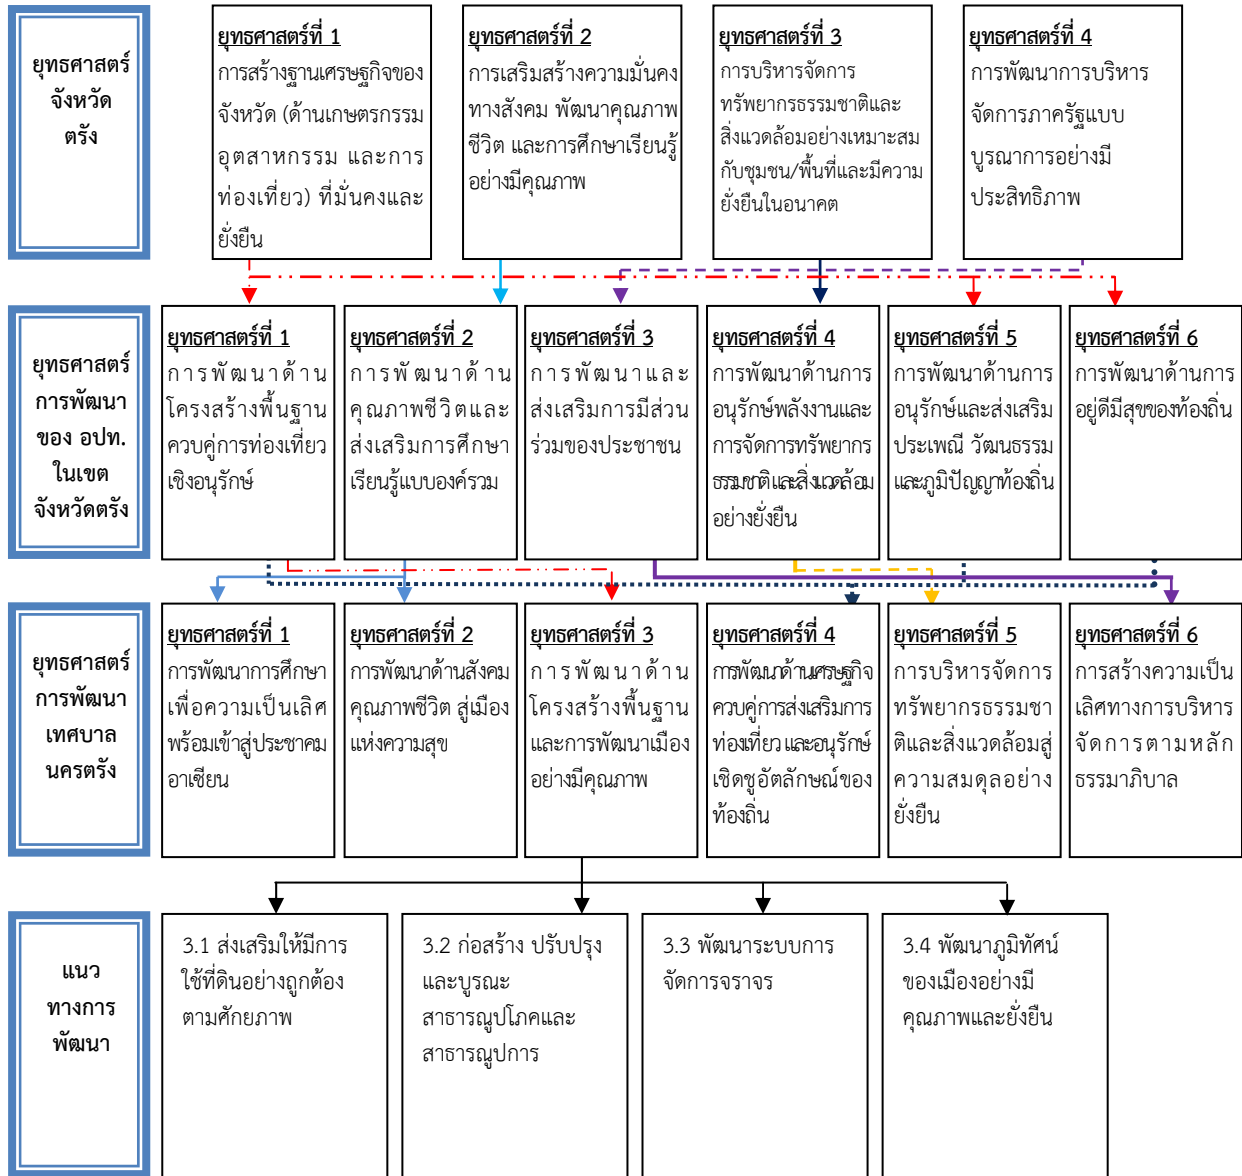 ยุทธศาสตร์
จังหวัด
ตรัง
ยุทธศาสตร์ที่ 1
การสร้างฐานเศรษฐกิจของ
จังหวัด (ด้านเกษตรกรรม
อุตสาหกรรม และการ
ท่องเที่ยว) ที่มั่นคงและ
ยั่งยืน
ยุทธศาสตร์ที่ 2
การเสริมสร้างความมั่นคง
ทางสังคม พัฒนาคุณภาพ
ชีวิต และการศึกษาเรียนรู้
อย่างมีคุณภาพ
ยุทธศาสตร์ที่ 3
การบริหารจัดการ
ทรัพยากรธรรมชาติและ
สิ่งแวดล้อมอย่างเหมาะสม
กับชุมชน/พื้นที่และมีความ
ยั่งยืนในอนาคต
ยุทธศาสตร์ที่ 4
การพัฒนาการบริหาร
จัดการภาครัฐแบบ
บูรณาการอย่างมี
ประสิทธิภาพ
ยุทธศาสตร์
การพัฒนา
ของ อปท.
ในเขต
จังหวัดตรัง
ยุทธศาสตร์ที่ 1
การพัฒนาด้าน
โครงสร้างพื้นฐาน
ควบคู่การท่องเที่ยว
เชิงอนุรักษ์
ยุทธศาสตร์ที่ 2
การพัฒนาด้าน
คุณภาพชีวิตและ
ส่งเสริมการศึกษา
เรียนรู้แบบองค์รวม
ยุทธศาสตร์ที่ 3
การพัฒนาและ
ส่งเสริมการมีส่วน
ร่วมของประชาชน
ยุทธศาสตร์ที่ 4
การพัฒนาด้านการ
อนุรักษ์พลังงานและ
การจัดการทรัพยากร
ธรรมชาติและสิ่งแวดล้อม
อย่างยั่งยืน
ยุทธศาสตร์ที่ 5
การพัฒนาด้านการ
อนุรักษ์และส่งเสริม
ประเพณี วัฒนธรรม
และภูมิปัญญาท้องถิ่น
ยุทธศาสตร์ที่ 6
การพัฒนาด้านการ
อยู่ดีมีสุขของท้องถิ่น
ยุทธศาสตร์
การพัฒนา
เทศบาล
นครตรัง
ยุทธศาสตร์ที่ 1
การพัฒนาการศึกษา
เพื่อความเป็นเลิศ
พร้อมเข้าสู่ประชาคม
อาเซียน
ยุทธศาสตร์ที่ 2
การพัฒนาด้านสังคม
คุณภาพชีวิต สู่เมือง
แห่งความสุข
ยุทธศาสตร์ที่ 3
การพัฒนาด้าน
โครงสร้างพื้นฐาน
และการพัฒนาเมือง
อย่างมีคุณภาพ
ยุทธศาสตร์ที่ 4
การพัฒนาด้านเศรษฐกิจ
ควบคู่การส่งเสริมการ
ท่องเที่ยว และอนุรักษ์
เชิดชูอัตลักษณ์ของ
ท้องถิ่น
ยุทธศาสตร์ที่ 5
การบริหารจัดการ
ทรัพยากรธรรมชา
ติและสิ่งแวดล้อมสู่
ความสมดุลอย่าง
ยั่งยืน
ยุทธศาสตร์ที่ 6
การสร้างความเป็น
เลิศทางการบริหาร
จัดการตามหลัก
ธรรมาภิบาล
แนว
ทางการ
พัฒนา
3.1 ส่งเสริมให้มีการ
ใช้ที่ดินอย่างถูกต้อง
ตามศักยภาพ
3.2 ก่อสร้าง ปรับปรุง
และบูรณะ
สาธารณูปโภคและ
สาธารณูปการ
3.3 พัฒนาระบบการ
จัดการจราจร
3.4 พัฒนาภูมิทัศน์
ของเมืองอย่างมี
คุณภาพและยั่งยืน